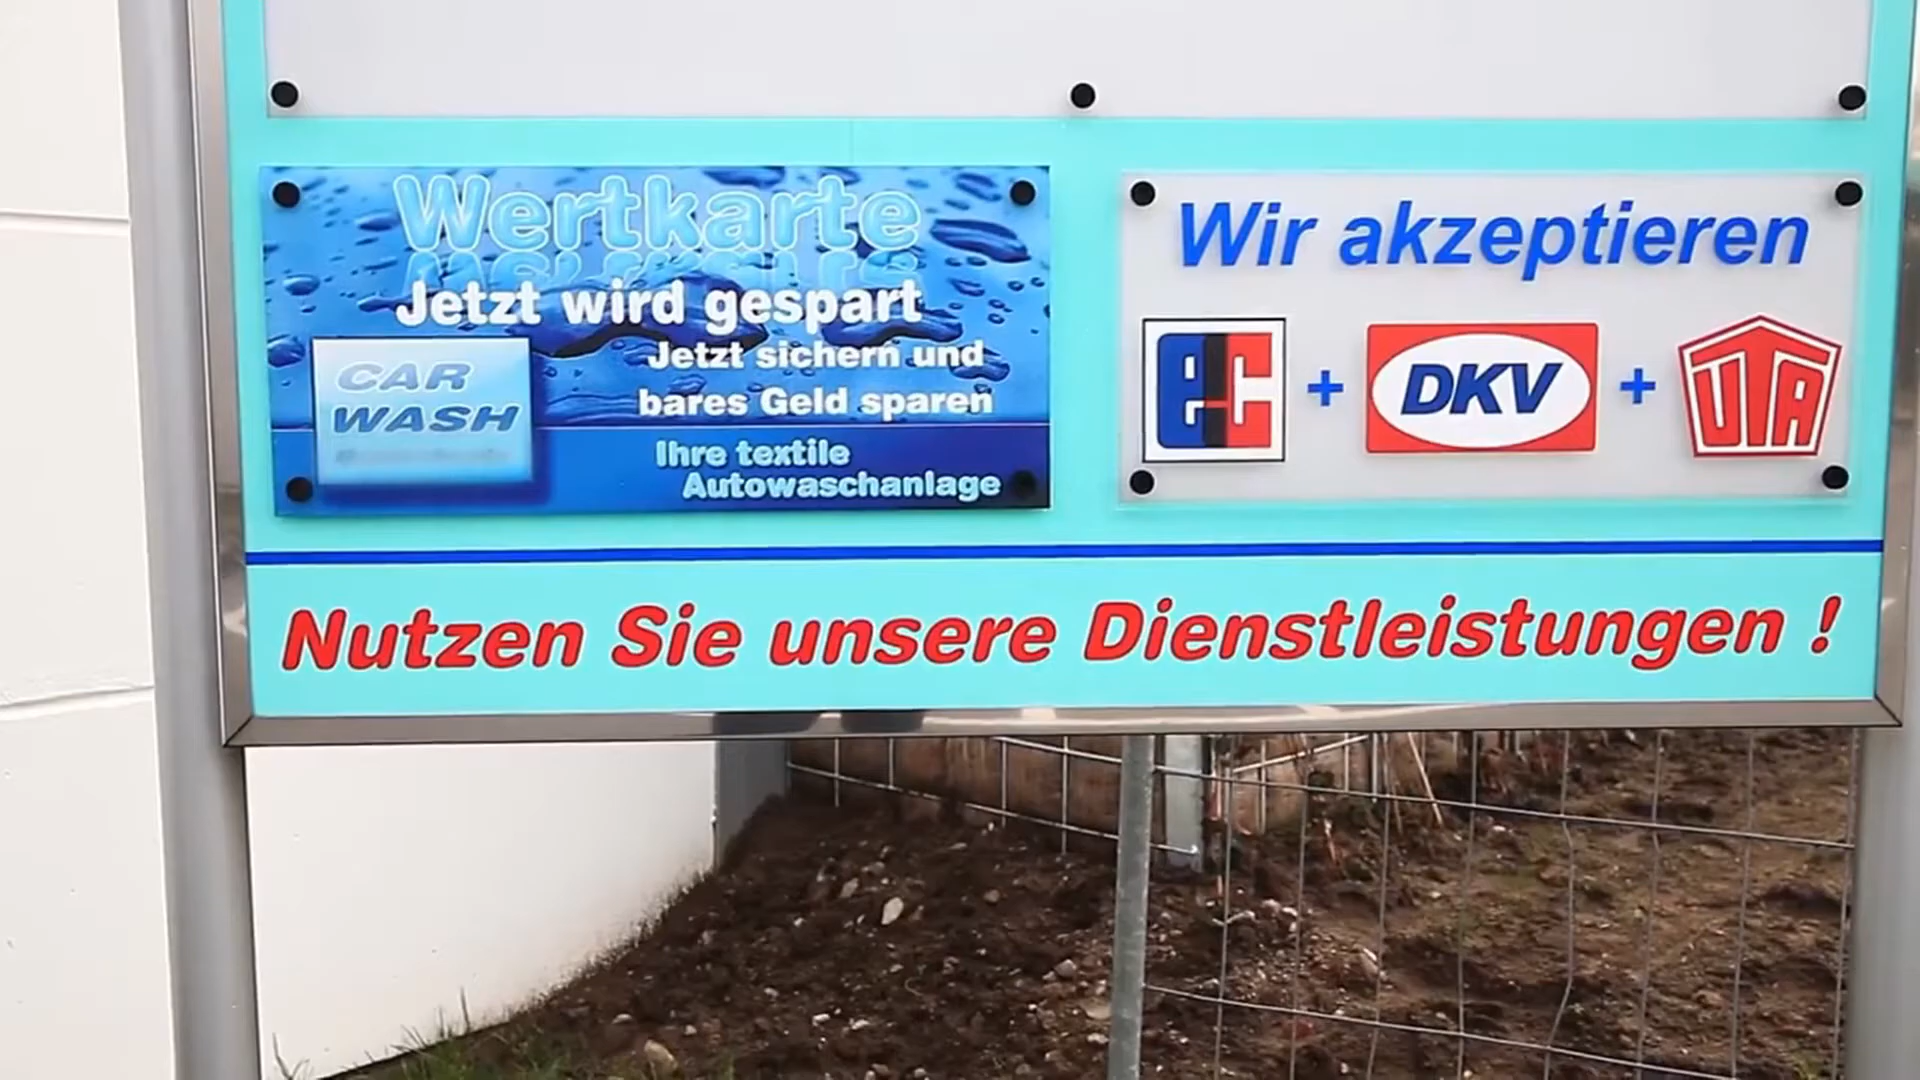 Wertkarte
Jetzt wird gespart
Jetzt sichern und
bares Geld sparen
CAR
WASH
Ihre textile
Autowaschanlage
Wir akzeptieren
ec + DKV + UTA
Nutzen Sie unsere Dienstleistungen !